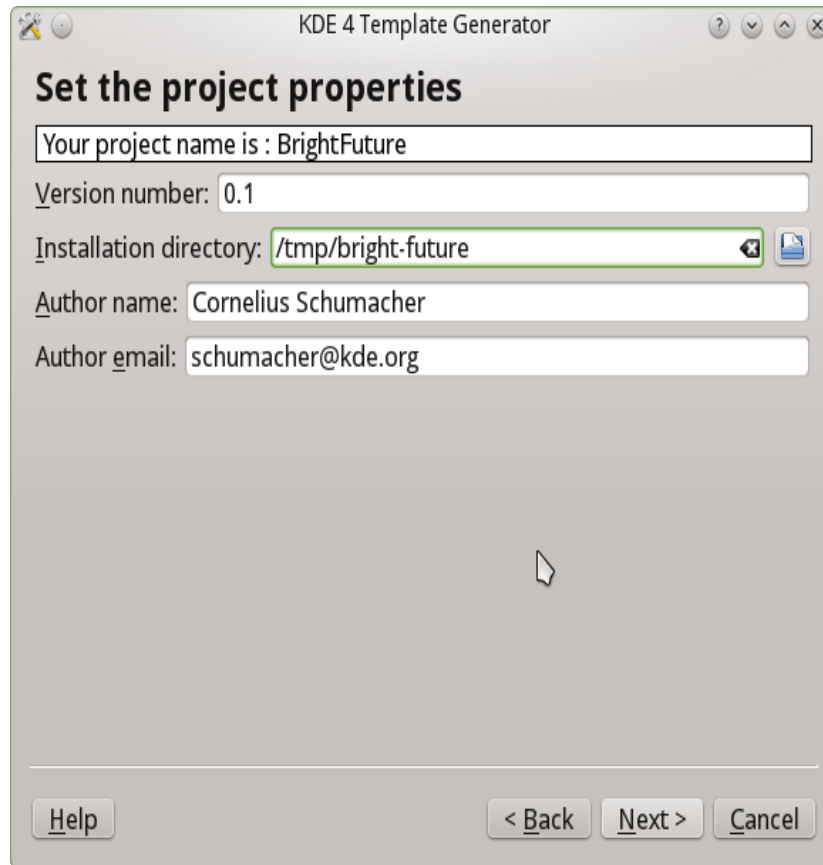 KDE 4 Template Generator
Set the project properties
Your project name is : BrightFuture
Version number: 0.1
Installation directory: /tmp/bright-future
Author name: Cornelius Schumacher
Author email: schumacher@kde.org
Help < Back Next > Cancel